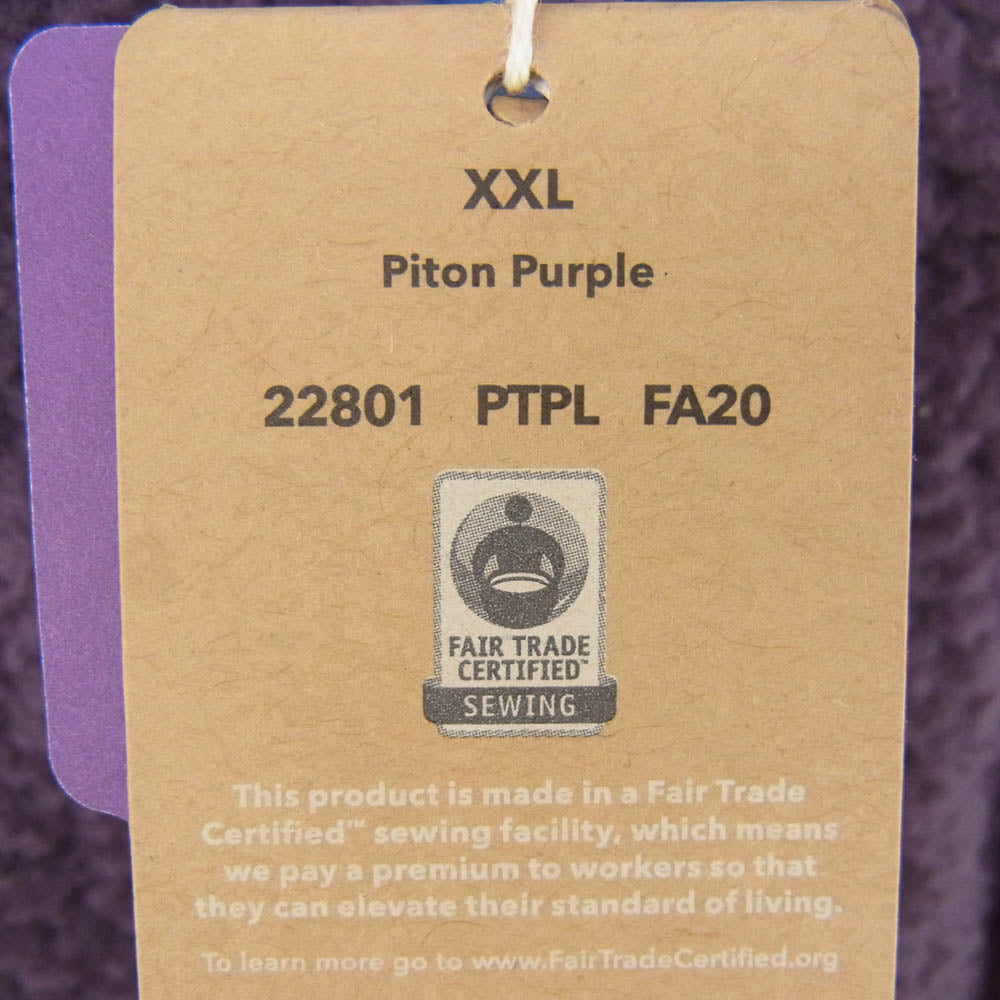 XXL
Piton Purple
22801 PTPL FA20
FAIR TRADE
CERTIFIED™
SEWING
This product is made in a Fair Trade
Certified™ sewing facility, which means
we pay a premium to workers so that
they can elevate their standard of living.
To learn more go to www.FairTradeCertified.org